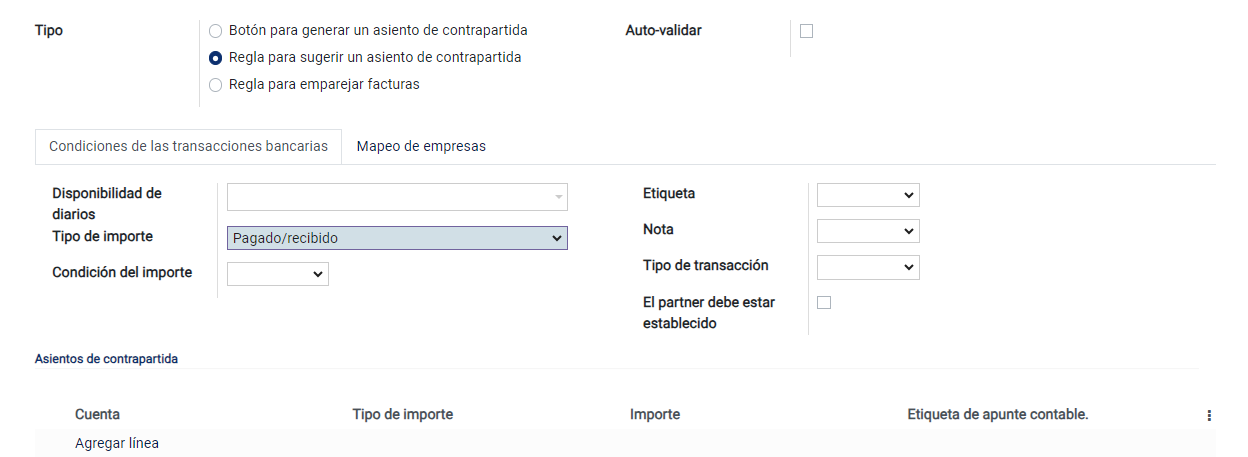 Tipo
Botón para generar un asiento de contrapartida
Regla para sugerir un asiento de contrapartida
Regla para emparejar facturas
Auto-validar
Condiciones de las transacciones bancarias
Mapeo de empresas
Disponibilidad de
diarios
Tipo de importe
Pagado/recibido
Condición del importe
Etiqueta
Nota
Tipo de transacción
El partner debe estar
establecido
Asientos de contrapartida
Cuenta Tipo de importe Importe Etiqueta de apunte contable.
Agregar línea